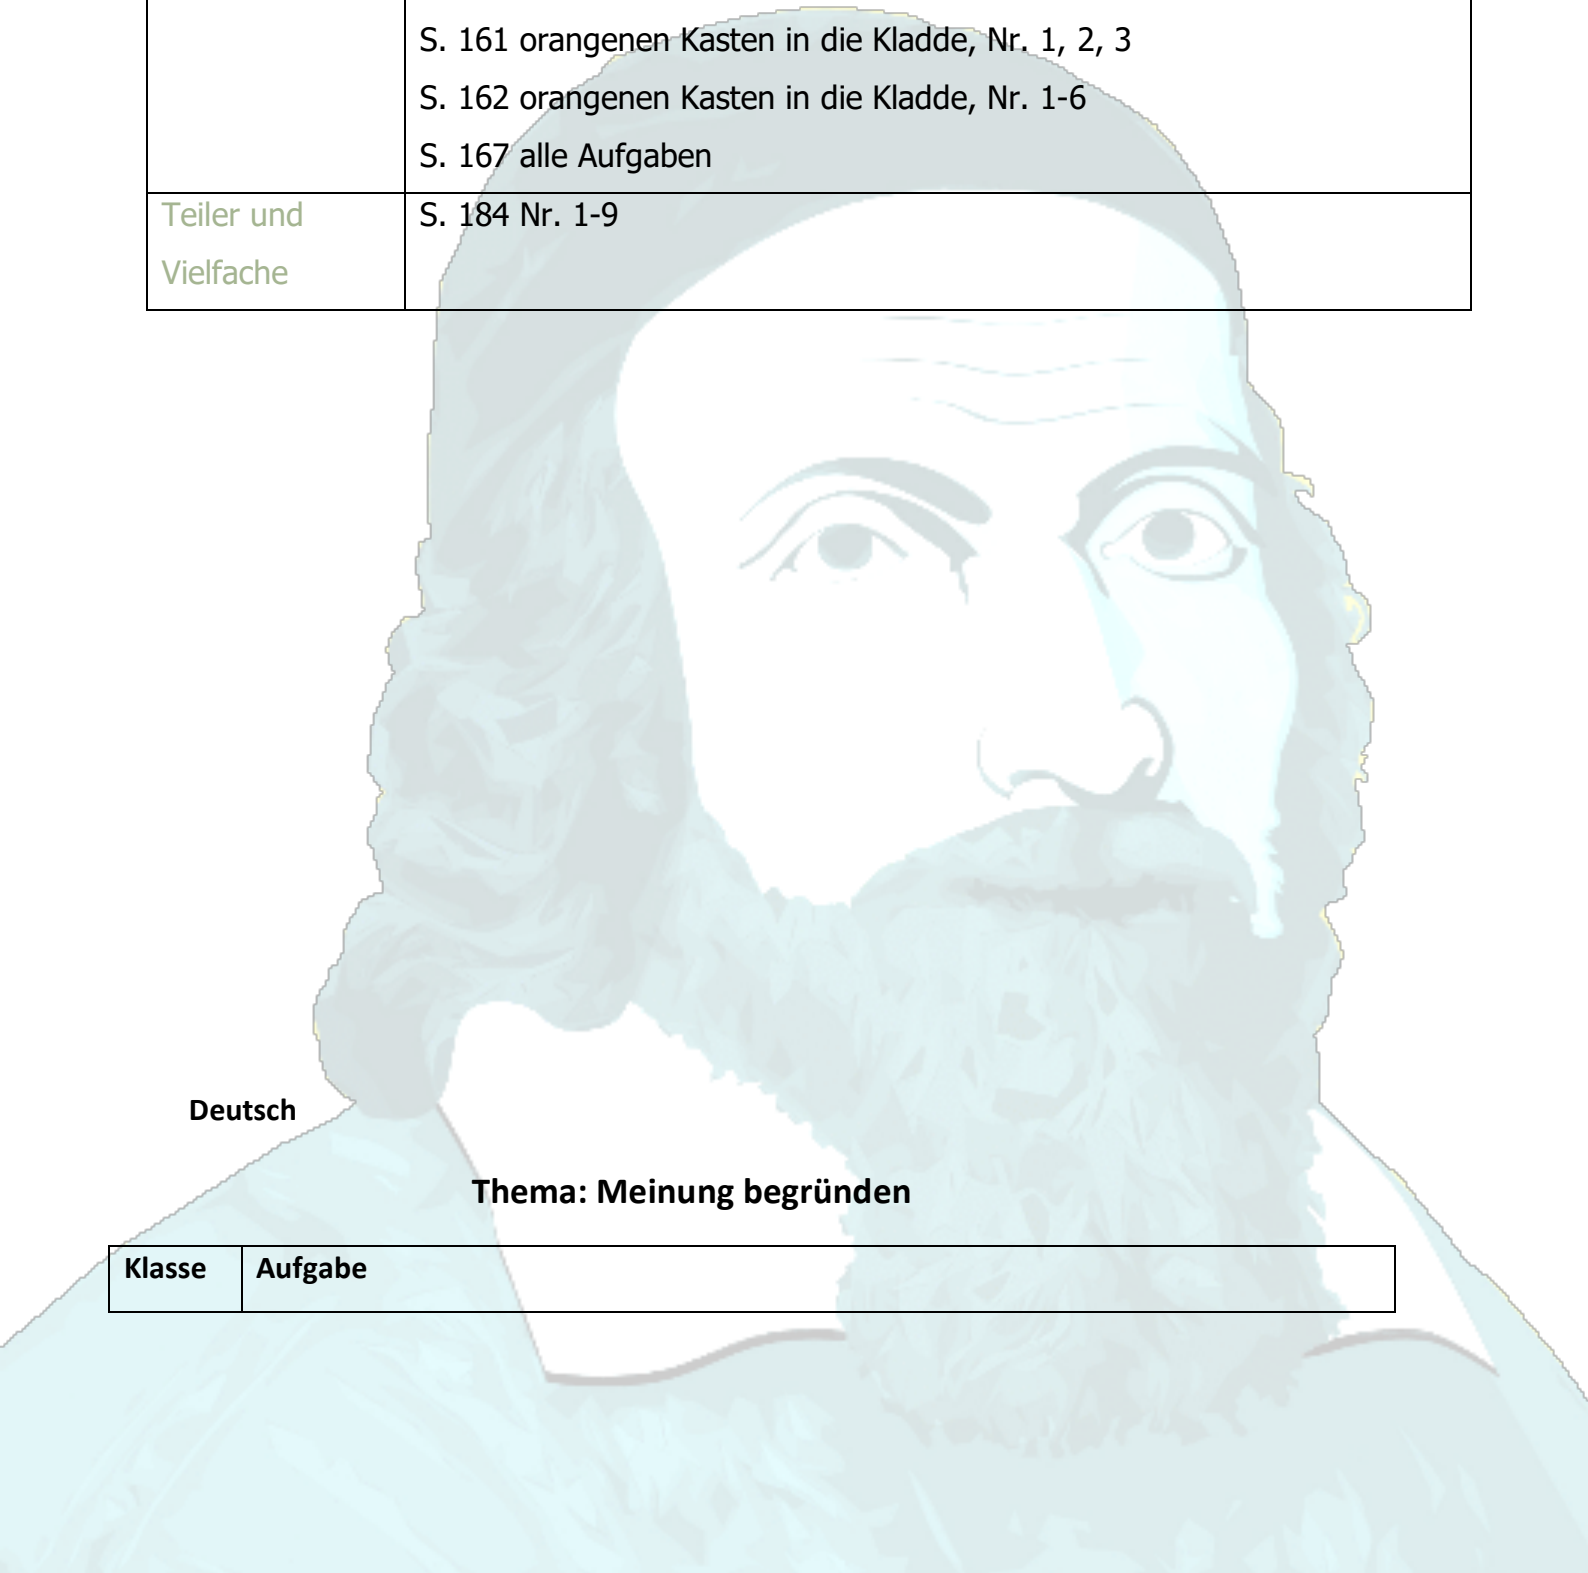 S. 161 orangenen Kasten in die Kladde, Nr. 1, 2, 3
S. 162 orangenen Kasten in die Kladde, Nr. 1-6
S. 167 alle Aufgaben
Teiler und
Vielfache
S. 184 Nr. 1-9
Deutsch
Thema: Meinung begründen
Klasse
Aufgabe